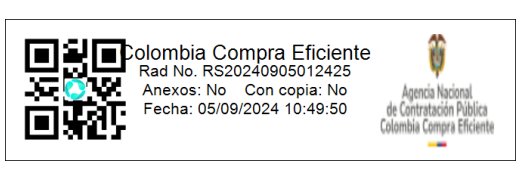 Colombia Compra Eficiente
Rad No. RS20240905012425
Anexos: No Con copia: No
Fecha: 05/09/2024 10:49:50
Agencia Nacional
de Contratación Pública
Colombia Compra Eficiente